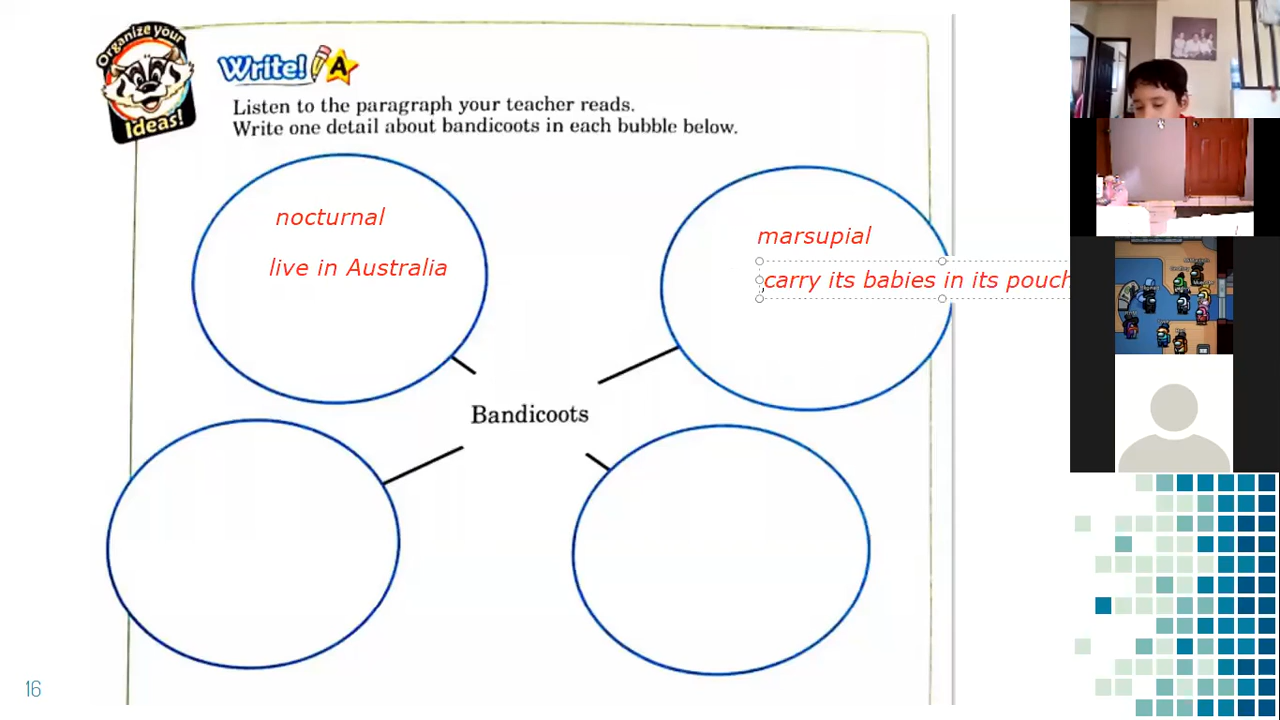 Organize your
Ideas!
Write! A
Listen to the paragraph your teacher reads.
Write one detail about bandicoots in each bubble below.
nocturnal
live in Australia
marsupial
carry its babies in its pouch
Bandicoots
16